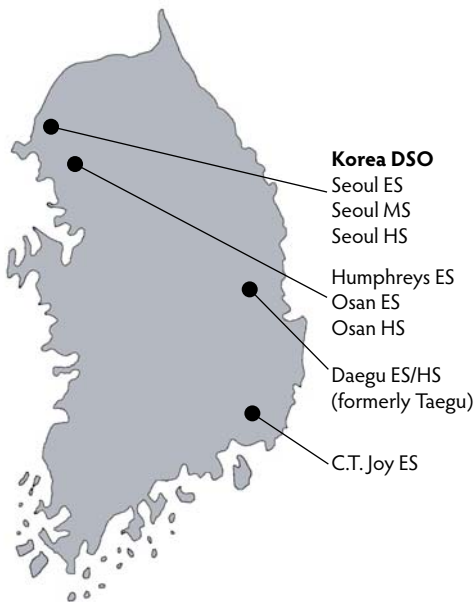 Korea DSO
Seoul ES
Seoul MS
Seoul HS
Humphreys ES
Osan ES
Osan HS
Daegu ES/HS
(formerly Taegu)
C.T. Joy ES